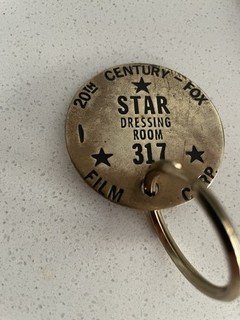 20TH CENTURY-FOX
STAR
DRESSING
ROOM
317
FILM